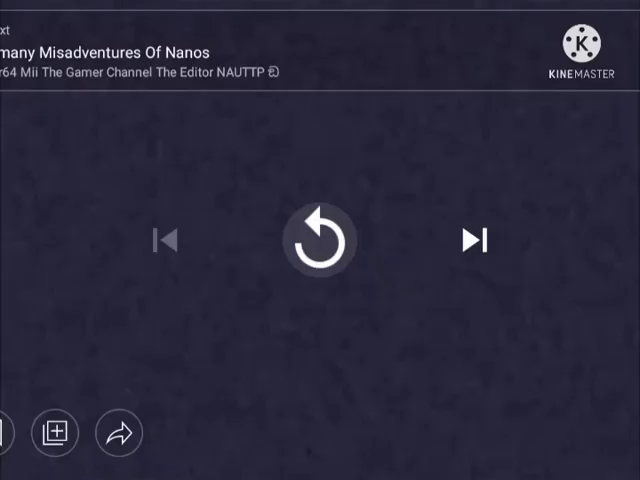 xt
many Misadventures Of Nanos
r64 Mii The Gamer Channel The Editor NAUTTP
KINEMASTER